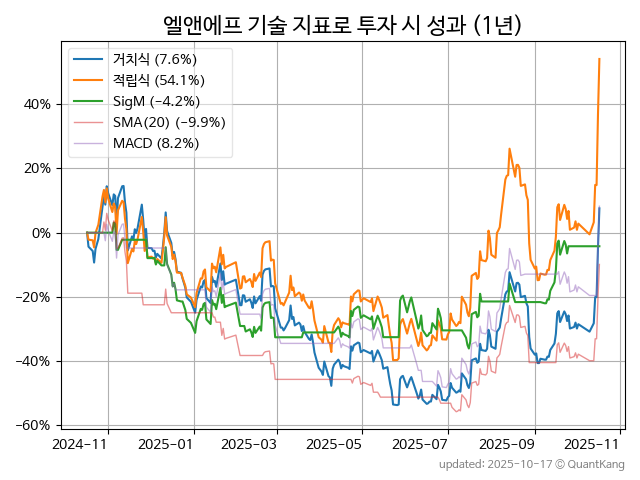 엘앤에프 기술 지표로 투자 시 성과 (1년)
거치식 (7.6%)
적립식 (54.1%)
SigM (−4.2%)
SMA(20) (−9.9%)
MACD (8.2%)
40%
20%
0%
−20%
−40%
−60%
2024-11 2025-01 2025-03 2025-05 2025-07 2025-09 2025-11
updated: 2025-10-17 © QuantKang